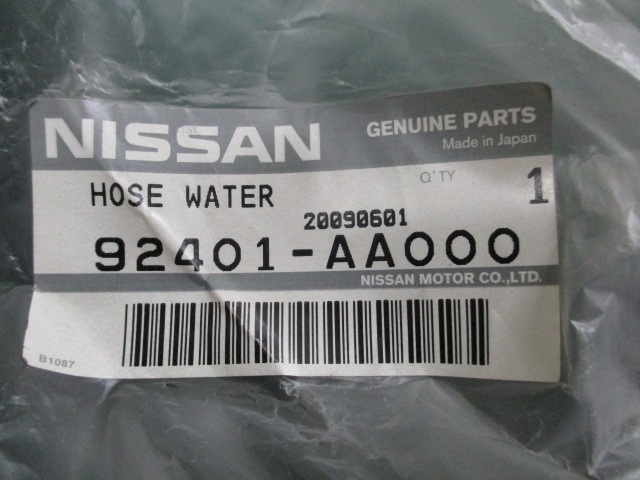 NISSAN
GENUINE PARTS
Made in Japan
HOSE WATER
Q'TY
1
20090601
92401-AA000
NISSAN MOTOR CO.,LTD.
B1087